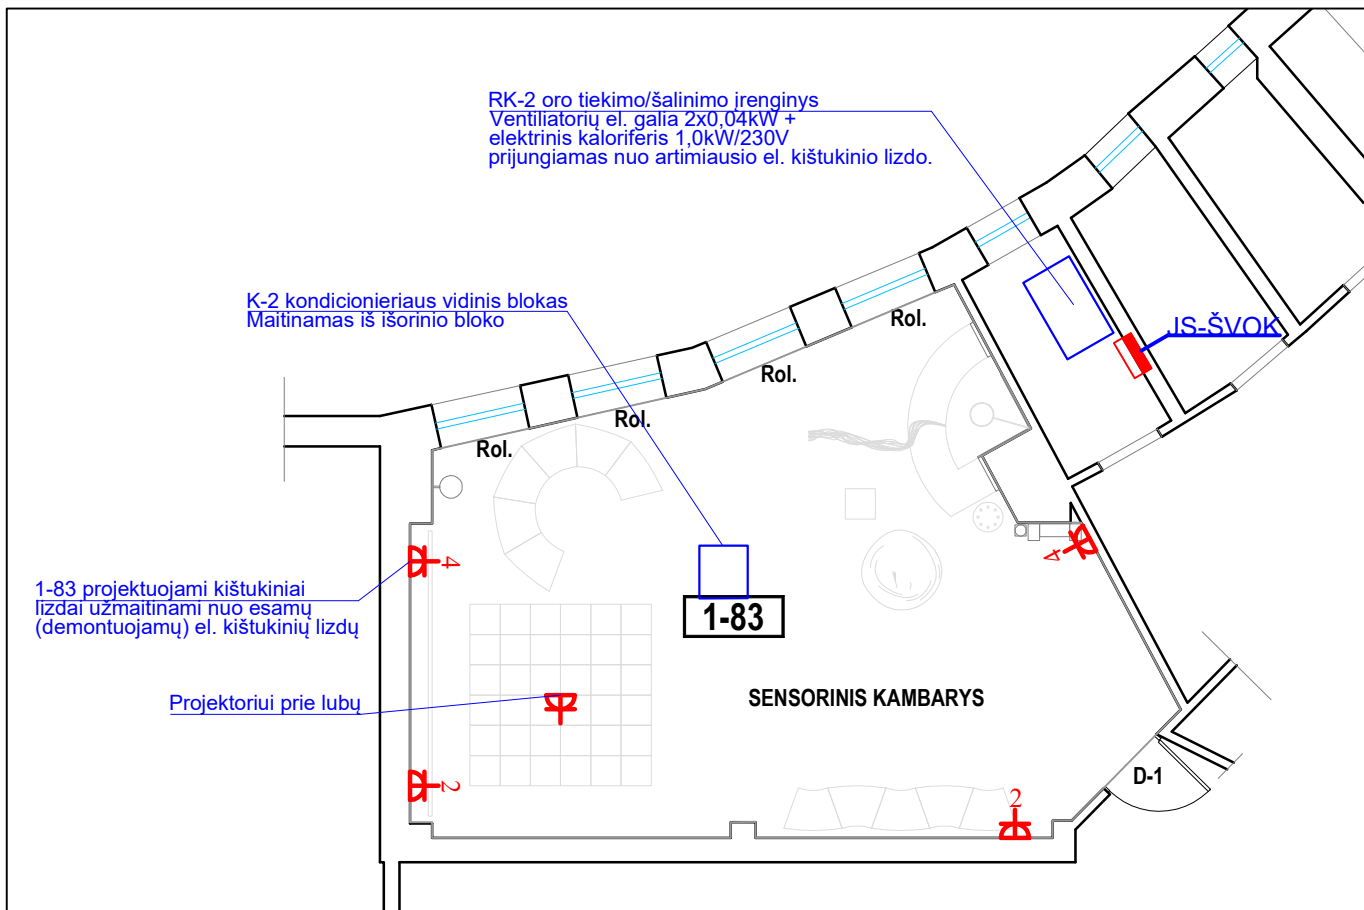 RK-2 oro tiekimo/šalinimo įrenginys
Ventiliatorių el. galia 2x0,04kW +
elektrinis kaloriferis 1,0kW/230V
prijungiamas nuo artimiausio el. kištukinio lizdo.
K-2 kondicionieriaus vidinis blokas
Maitinamas iš išorinio bloko
JS-ŠVOK
Rol.
Rol.
Rol.
Rol.
4
4
1-83 projektuojami kištukiniai
lizdai užmaitinami nuo esamų
(demontuojamų) el. kištukinių lizdų
1-83
Projektoriui prie lubų
SENSORINIS KAMBARYS
D-1
2
2